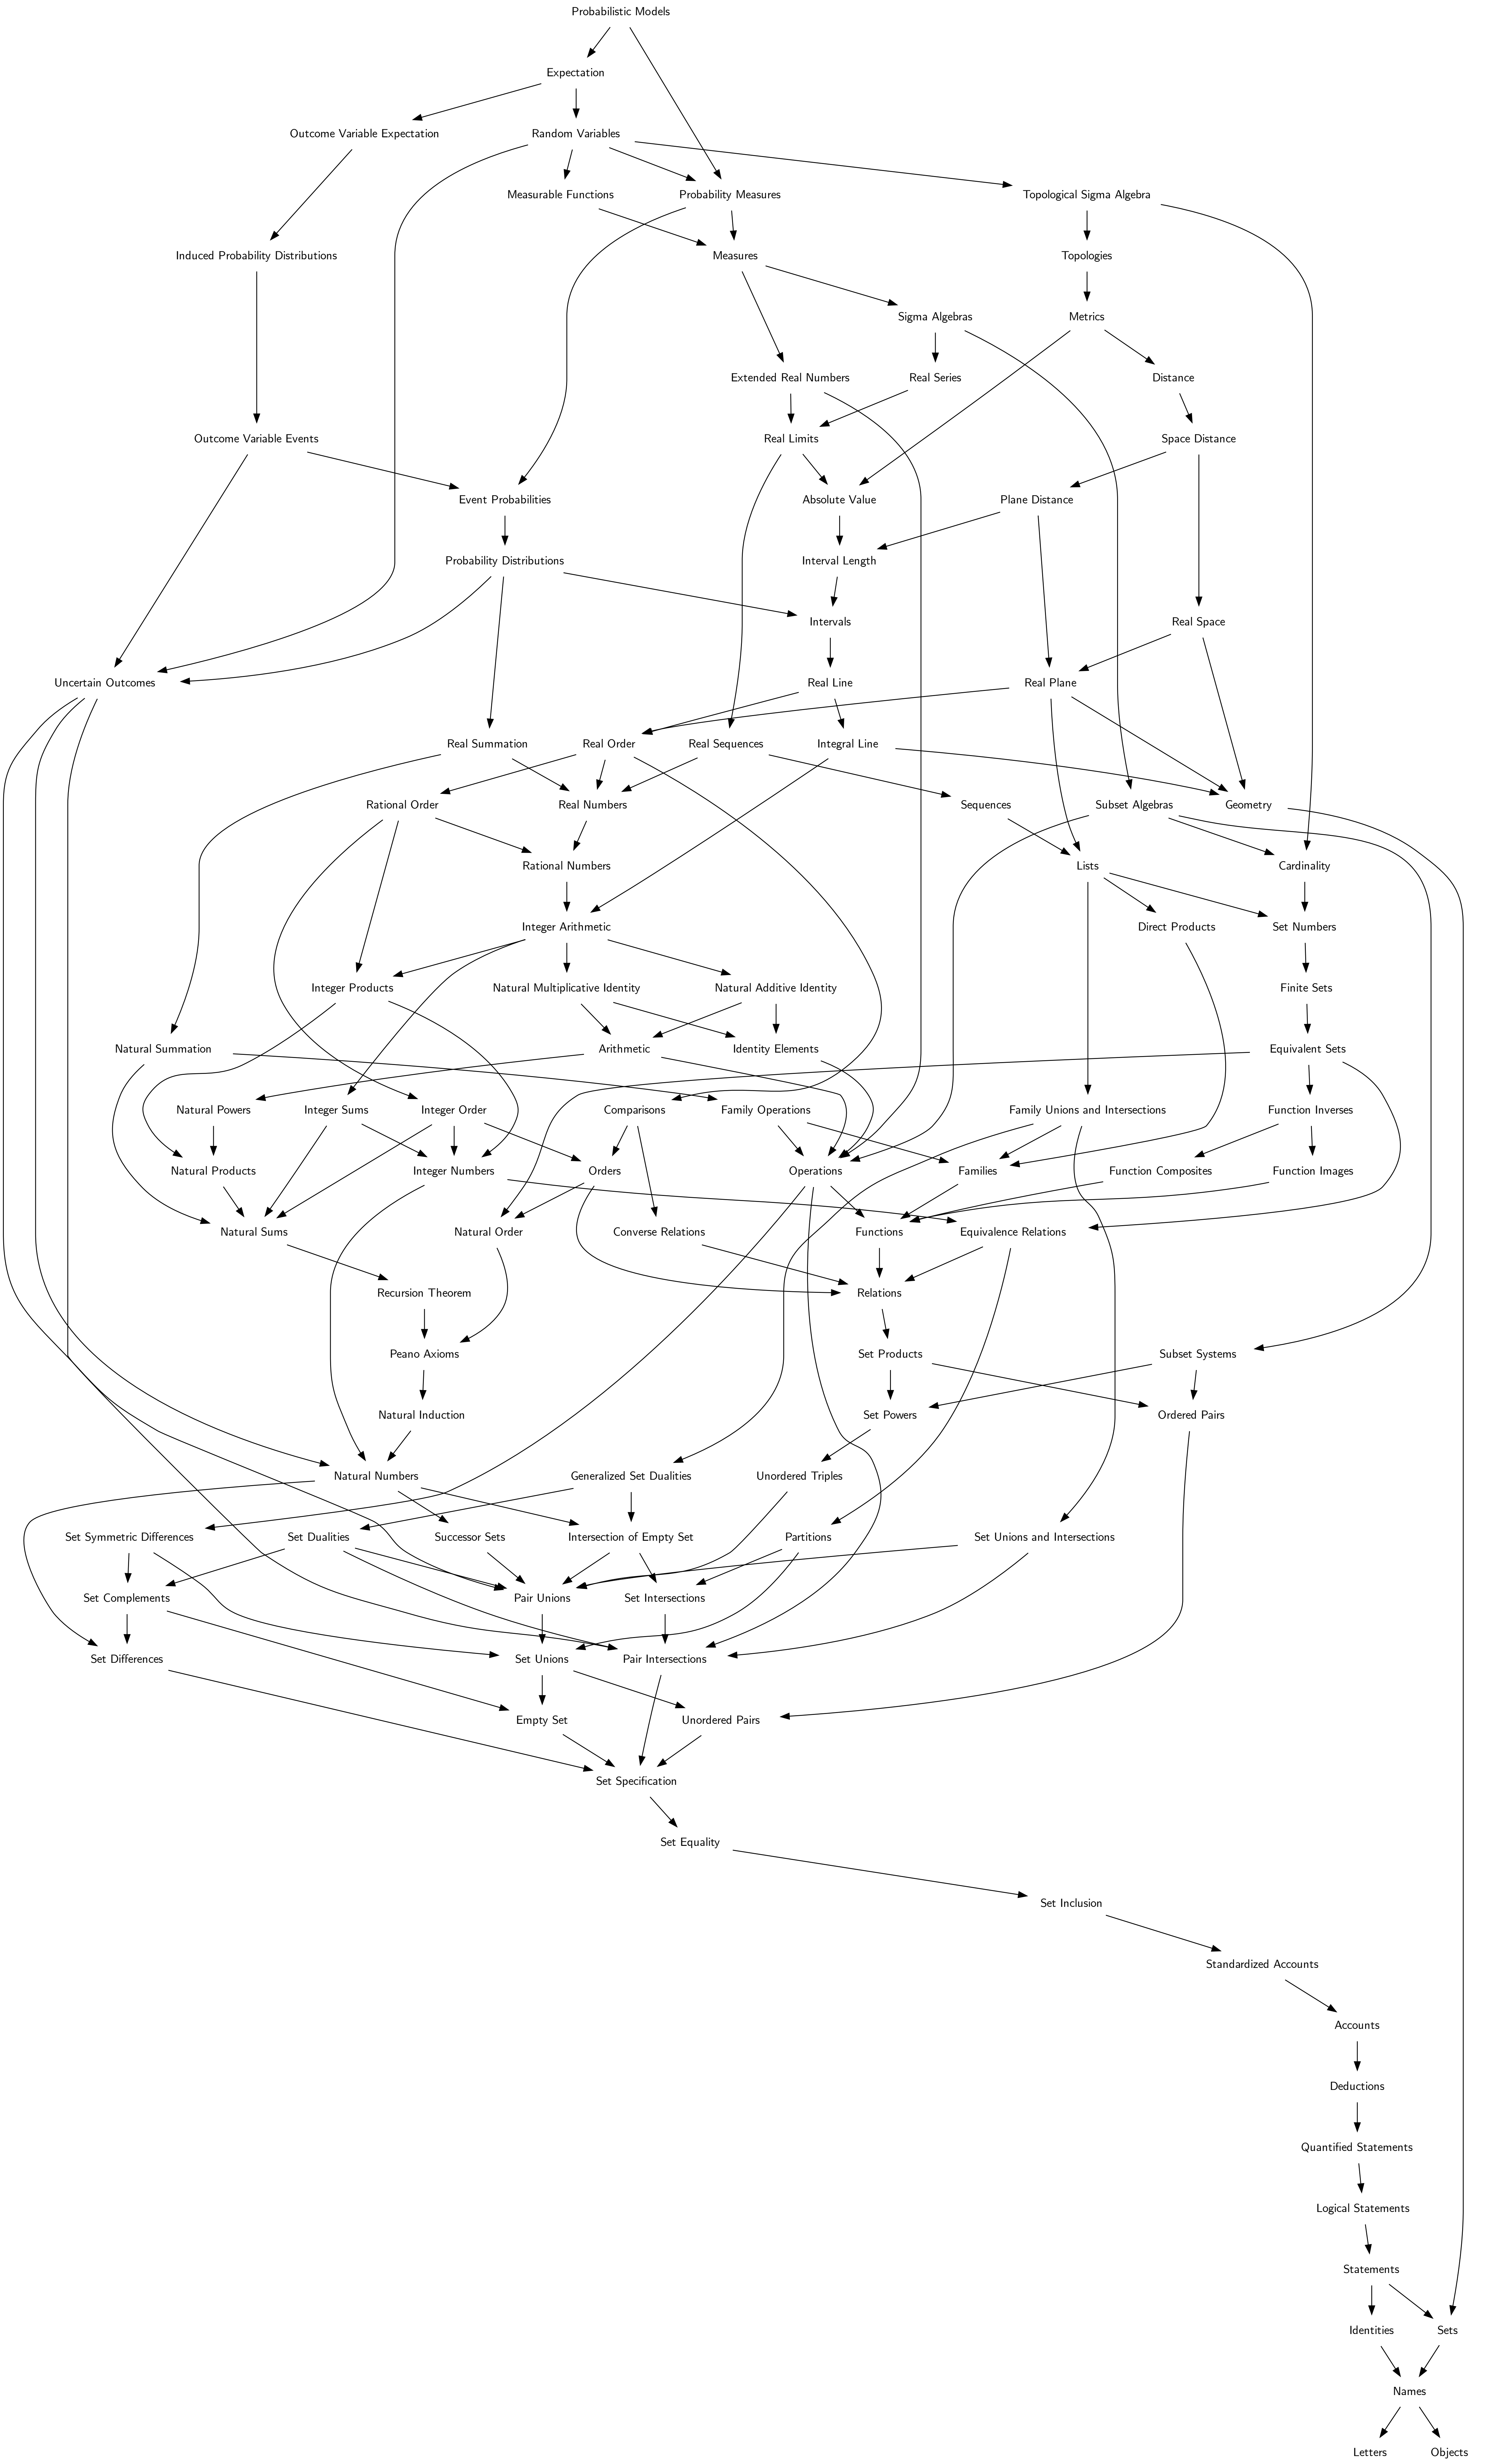 Probabilistic Models
Expectation
Outcome Variable Expectation
Random Variables
Measurable Functions
Probability Measures
Topological Sigma Algebra
Induced Probability Distributions
Measures
Topologies
Sigma Algebras
Metrics
Extended Real Numbers
Real Series
Distance
Outcome Variable Events
Real Limits
Space Distance
Event Probabilities
Absolute Value
Plane Distance
Probability Distributions
Interval Length
Intervals
Real Space
Uncertain Outcomes
Real Line
Real Plane
Real Summation
Real Order
Real Sequences
Integral Line
Rational Order
Real Numbers
Sequences
Subset Algebras
Geometry
Rational Numbers
Lists
Cardinality
Integer Arithmetic
Direct Products
Set Numbers
Integer Products
Natural Multiplicative Identity
Natural Additive Identity
Finite Sets
Natural Summation
Arithmetic
Identity Elements
Equivalent Sets
Natural Powers
Integer Sums
Integer Order
Comparisons
Family Operations
Family Unions and Intersections
Function Inverses
Natural Products
Integer Numbers
Orders
Operations
Families
Function Composites
Function Images
Natural Sums
Natural Order
Converse Relations
Functions
Equivalence Relations
Recursion Theorem
Relations
Peano Axioms
Set Products
Subset Systems
Natural Induction
Set Powers
Ordered Pairs
Natural Numbers
Generalized Set Dualities
Unordered Triples
Set Symmetric Differences
Set Dualities
Successor Sets
Intersection of Empty Set
Partitions
Set Unions and Intersections
Set Complements
Pair Unions
Set Intersections
Set Differences
Set Unions
Pair Intersections
Empty Set
Unordered Pairs
Set Specification
Set Equality
Set Inclusion
Standardized Accounts
Accounts
Deductions
Quantified Statements
Logical Statements
Statements
Identities
Sets
Names
Letters
Objects